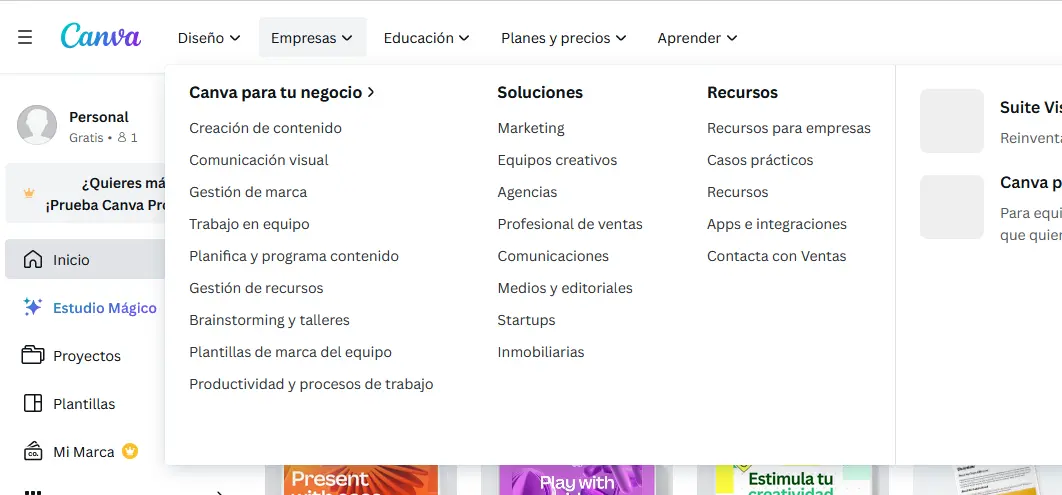 Canva
Diseño
Empresas
Educación
Planes y precios
Aprender
Personal
Gratis • 1
¿Quieres má
¡Prueba Canva Pro
Inicio
Estudio Mágico
Proyectos
Plantillas
CO.
Mi Marca
Canva para tu negocio
Creación de contenido
Comunicación visual
Gestión de marca
Trabajo en equipo
Planifica y programa contenido
Gestión de recursos
Brainstorming y talleres
Plantillas de marca del equipo
Productividad y procesos de trabajo
Soluciones
Marketing
Equipos creativos
Agencias
Profesional de ventas
Comunicaciones
Medios y editoriales
Startups
Inmobiliarias
Recursos
Recursos para empresas
Casos prácticos
Recursos
Apps e integraciones
Contacta con Ventas
Suite Vis
Reinventa
Canva p
Para equi
que quier
Present
Play with
Estimula tu
creatividad